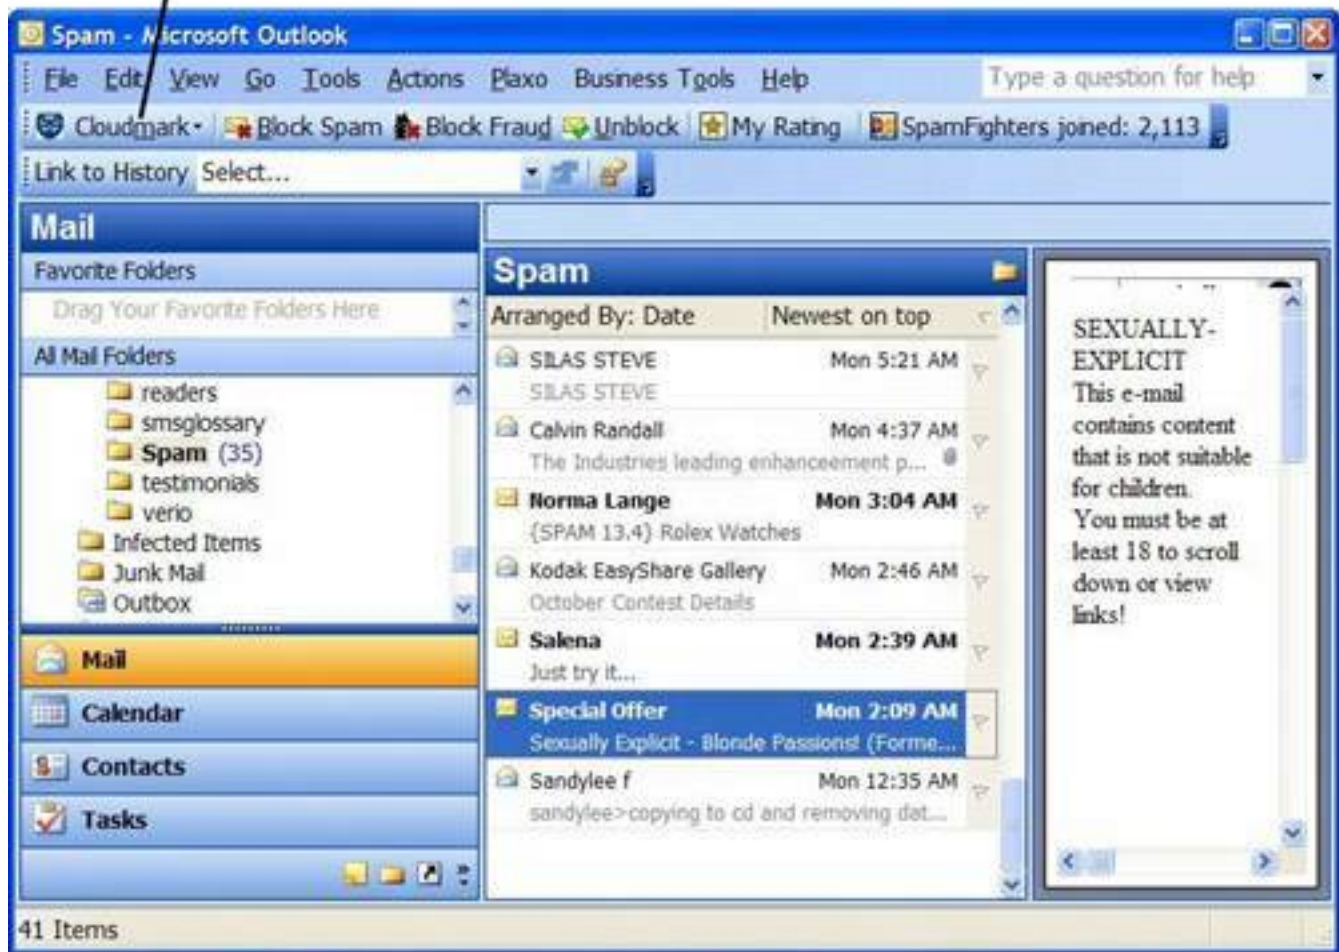 Spam - Microsoft Outlook
File Edit View Go Tools Actions Plaxo Business Tools Help Type a question for help
Cloudmark Block Spam Block Fraud Unblock My Rating SpamFighters joined: 2,113
Link to History Select...
Mail
Favorite Folders
Drag Your Favorite Folders Here
All Mail Folders
readers
smsglossary
Spam (35)
testimonials
verio
Infected Items
Junk Mail
Outbox
Mail
Calendar
Contacts
Tasks
Spam
Arranged By: Date Newest on top
SILAS STEVE Mon 5:21 AM
SILAS STEVE
Calvin Randall Mon 4:37 AM
The Industries leading enhanceement p...
Norma Lange Mon 3:04 AM
{SPAM 13.4} Rolex Watches
Kodak EasyShare Gallery Mon 2:46 AM
October Contest Details
Salena Mon 2:39 AM
Just try it...
Special Offer Mon 2:09 AM
Sexually Explicit - Blonde Passions! (Forme...
Sandylee f Mon 12:35 AM
sandylee>copying to cd and removing dat...
SEXUALLY-
EXPLICIT
This e-mail
contains content
that is not suitable
for children.
You must be at
least 18 to scroll
down or view
links!
41 Items